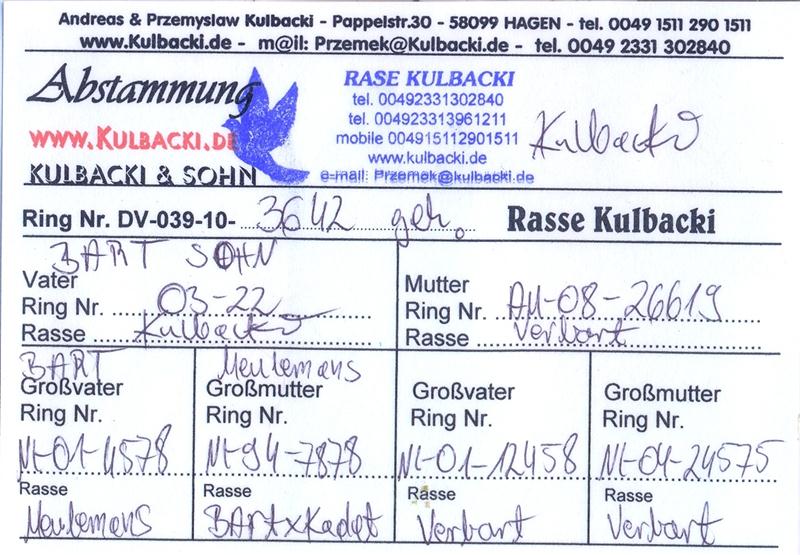 Andreas & Przemyslaw Kulbacki - Pappelstr.30 - 58099 HAGEN - tel. 0049 1511 290 1511
www.Kulbacki.de - m@il: Przemek@Kulbacki.de - tel. 0049 2331 302840
Abstammung
www.Kulbacki.de
KULBACKI & SOHN
RASE KULBACKI
tel. 004923313028​40
tel. 0049233139612​11
mobile 004915112901511
www.kulbacki.de
e-mail: Przemek@kulbacki.de
Kulbacki
Ring Nr. DV-039-10- 3642 geh. Rasse Kulbacki
BART SOHN
Vater
Ring Nr. 03-22
Rasse Kulbacki
Mutter
Ring Nr. AU-08-26619
Rasse Verbart
BART
Großvater
Ring Nr.
NL-01-4578
Rasse
Meulemans
Meulemans
Großmutter
Ring Nr.
NL-94-7878
Rasse
BArtxKadet
Großvater
Ring Nr.
NL-01-12458
Rasse
Verbart
Großmutter
Ring Nr.
NL-04-24575
Rasse
Verbart